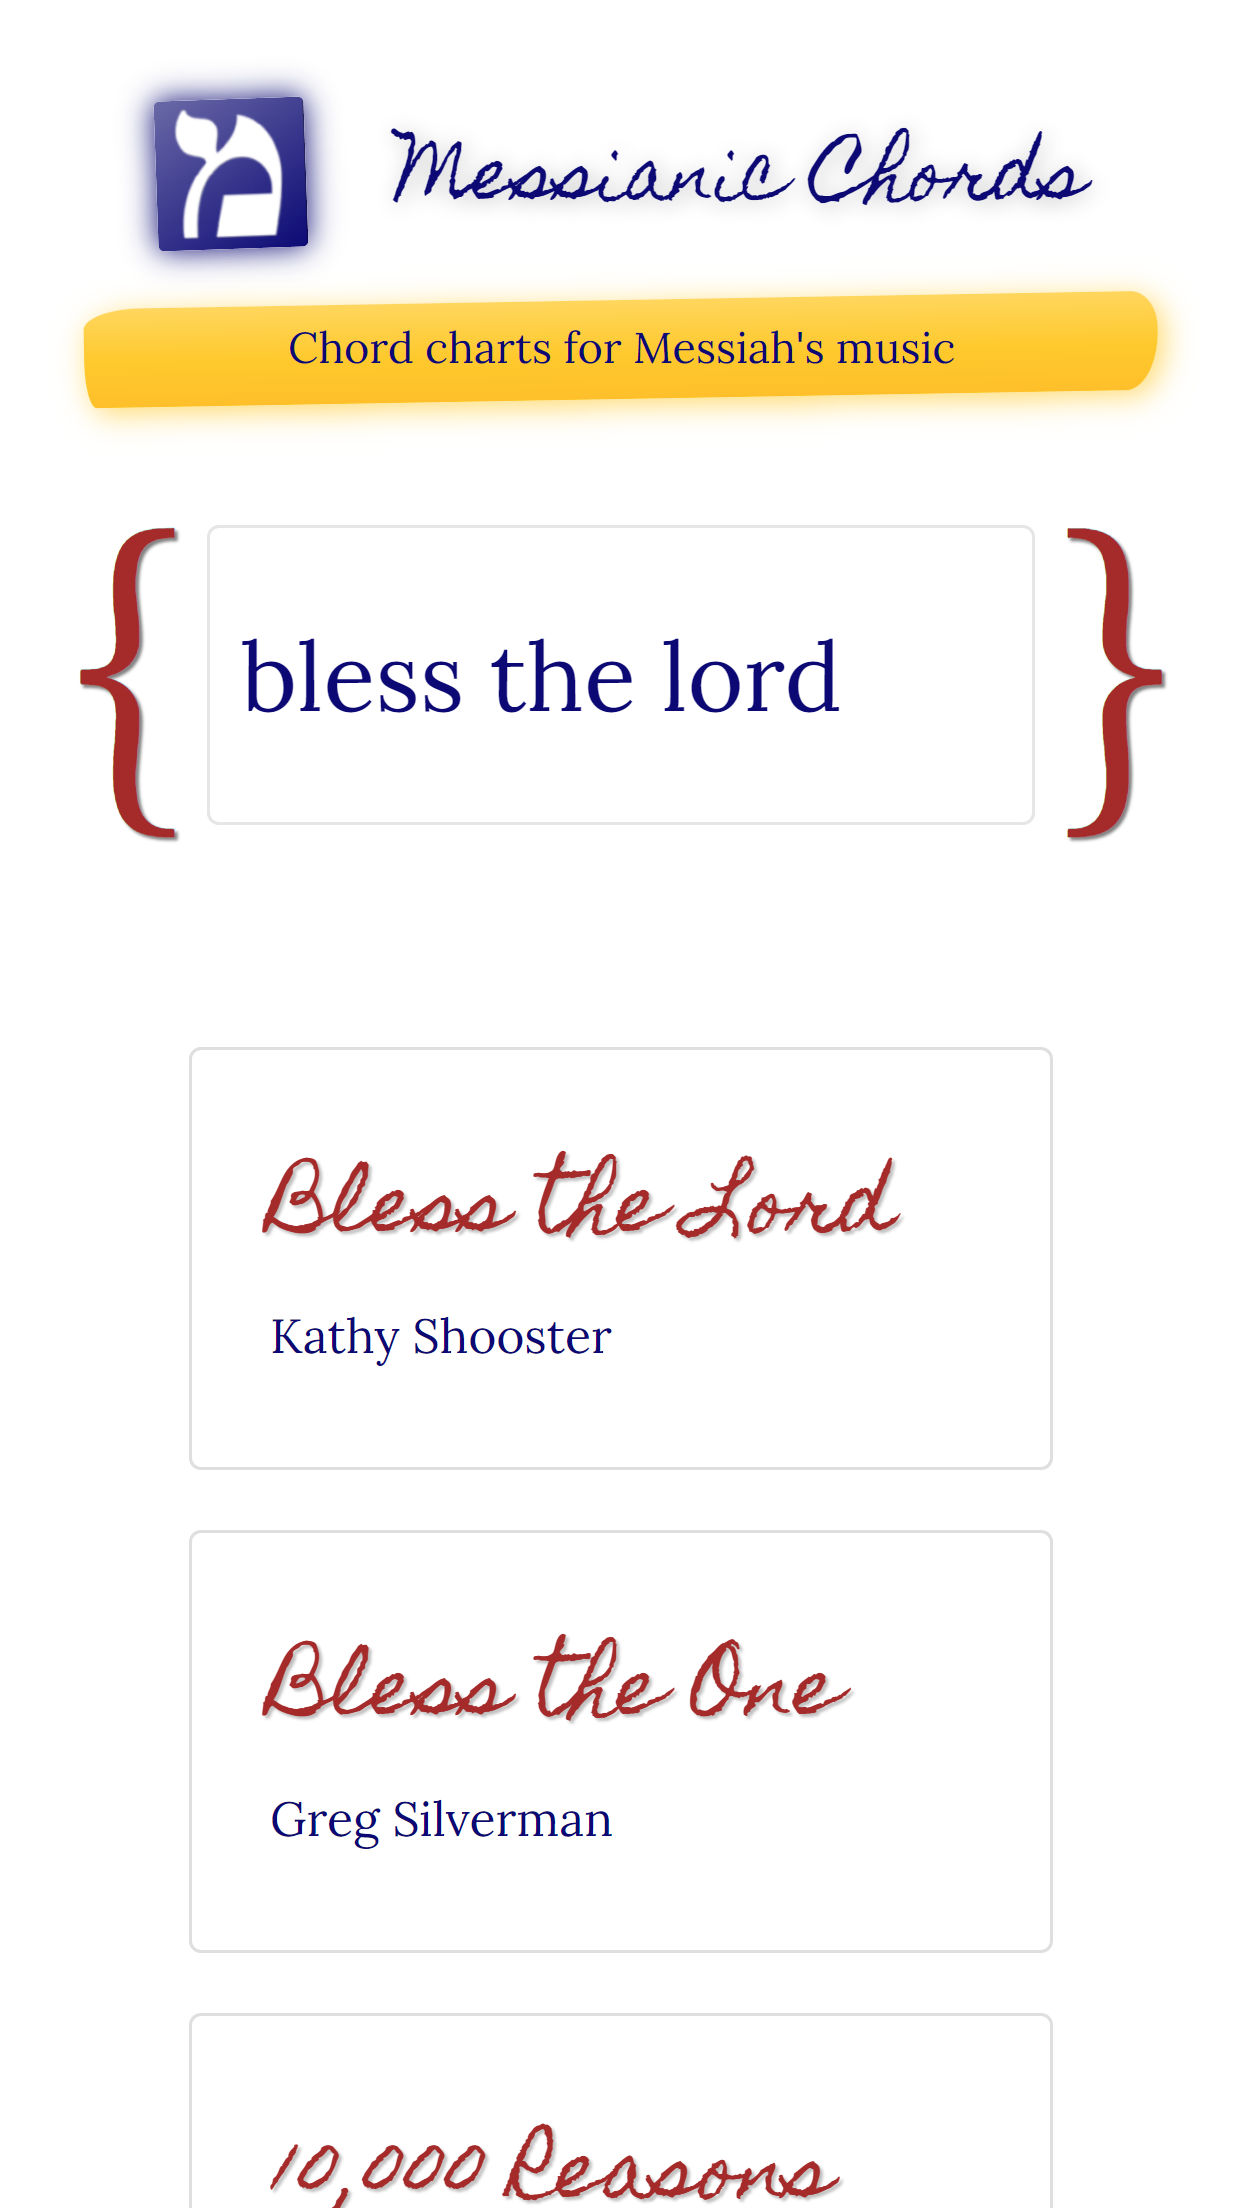 מ
Messianic Chords
Chord charts for Messiah's music
{ bless the lord }
Bless the Lord
Kathy Shooster
Bless the One
Greg Silverman
10,000 Reasons